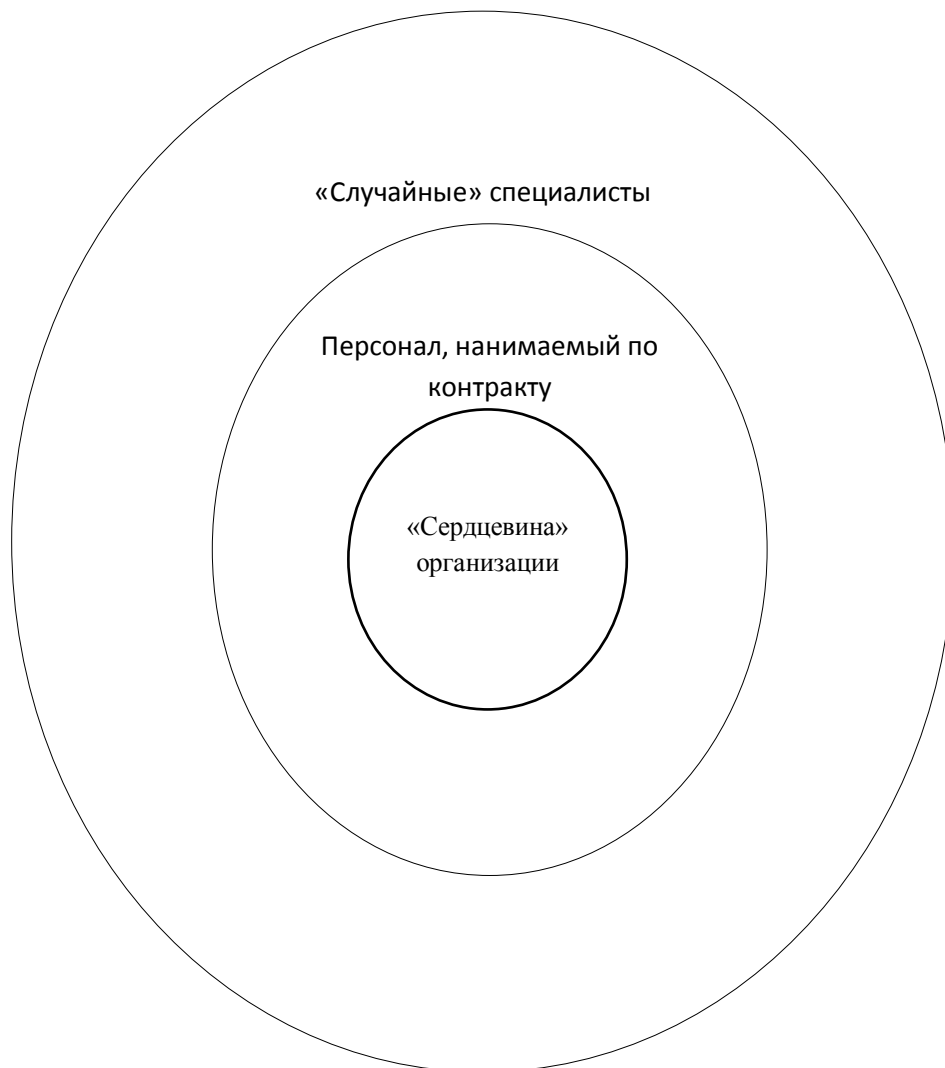 «Случайные» специалисты
Персонал, нанимаемый по
контракту
«Сердцевина»
организации